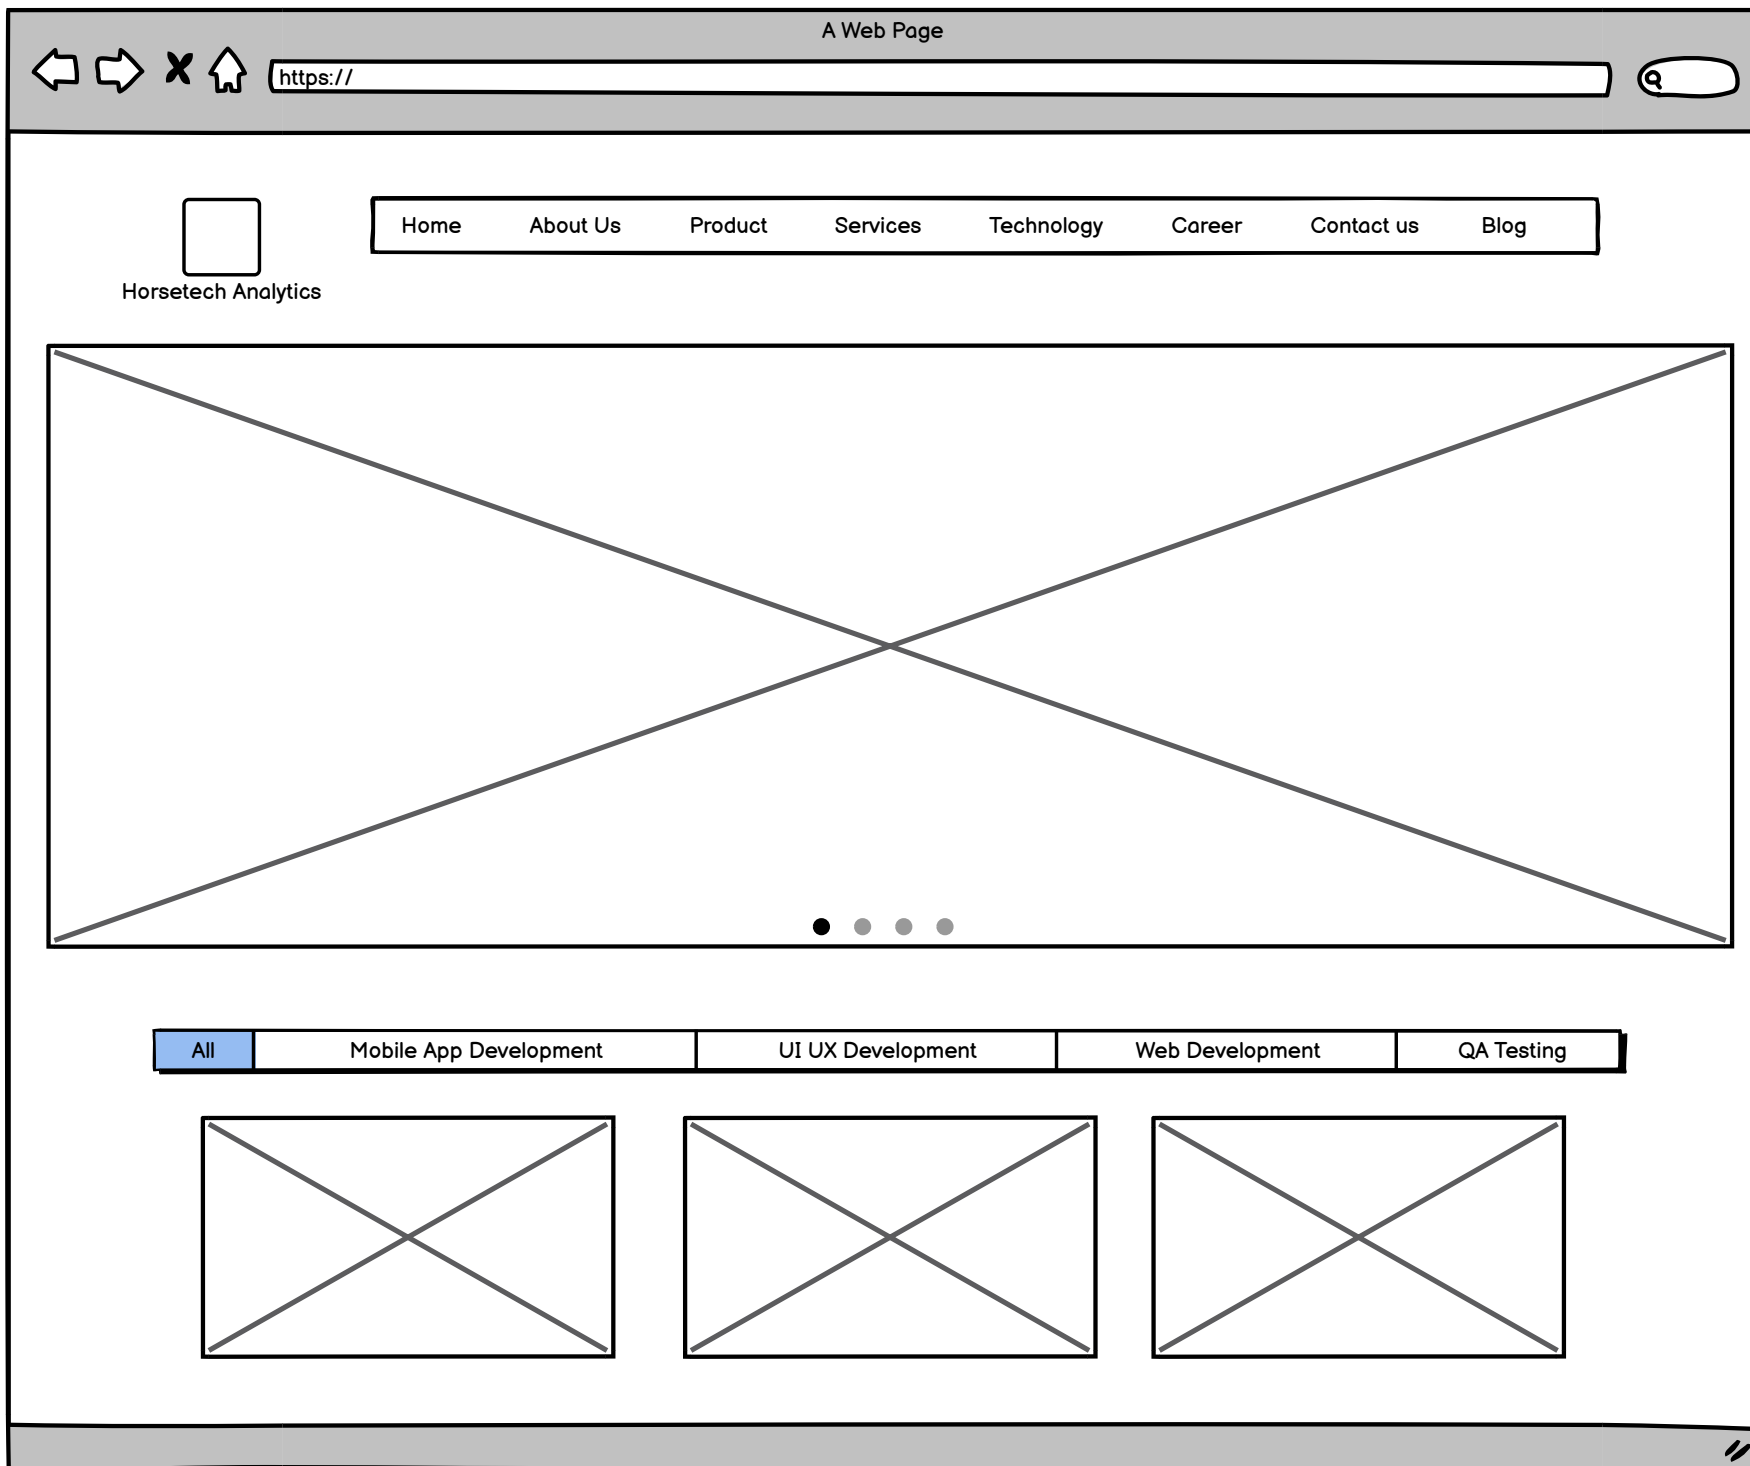 A Web Page
https://
Home About Us Product Services Technology Career Contact us Blog
Horsetech Analytics
All Mobile App Development UI UX Development Web Development QA Testing